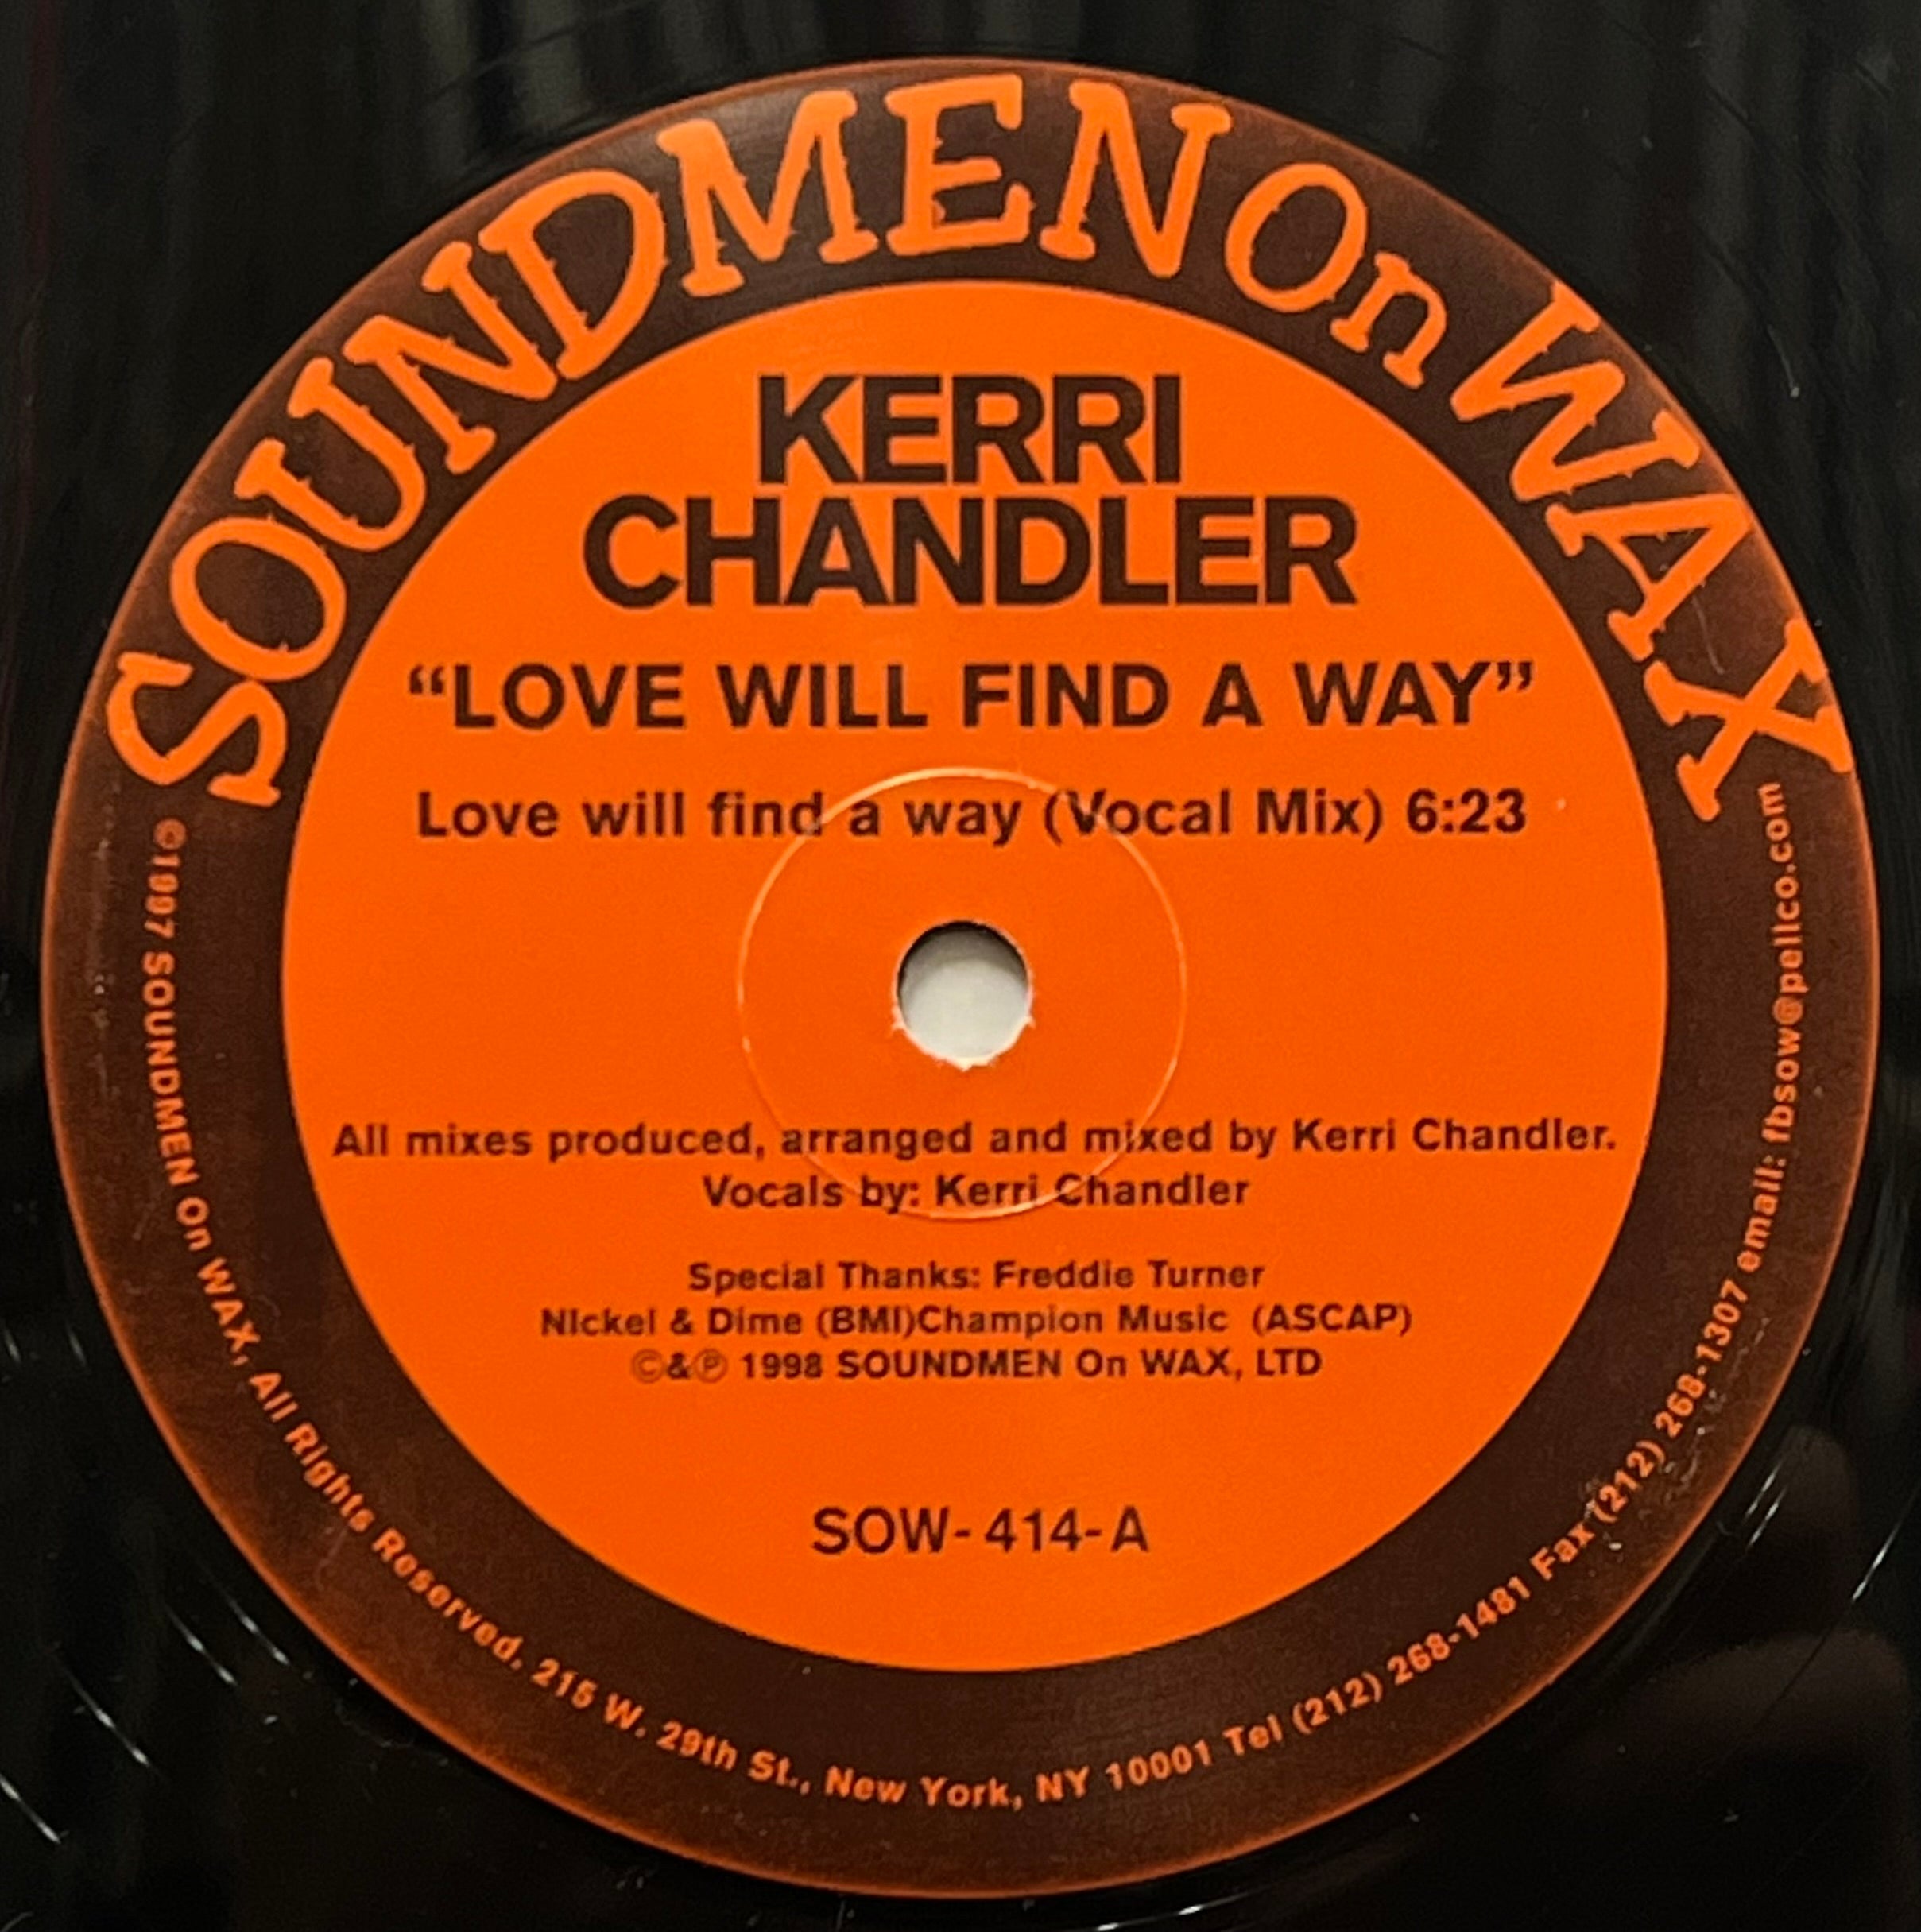 SOUNDMEN On WAX
KERRI
CHANDLER
“LOVE WILL FIND A WAY”
Love will find a way (Vocal Mix) 6:23
All mixes produced, arranged and mixed by Kerri Chandler.
Vocals by: Kerri Chandler
Special Thanks: Freddie Turner
NIckel & Dime (BMI)Champion Music (ASCAP)
©&℗ 1998 SOUNDMEN On WAX, LTD
SOW-414-A
©1997 SOUNDMEN On WAX, All Rights Reserved. 215 W. 29th St., New York, NY 10001 Tel (212) 268-1481 Fax (212) 268-1307 email: fbsow@pellco.com